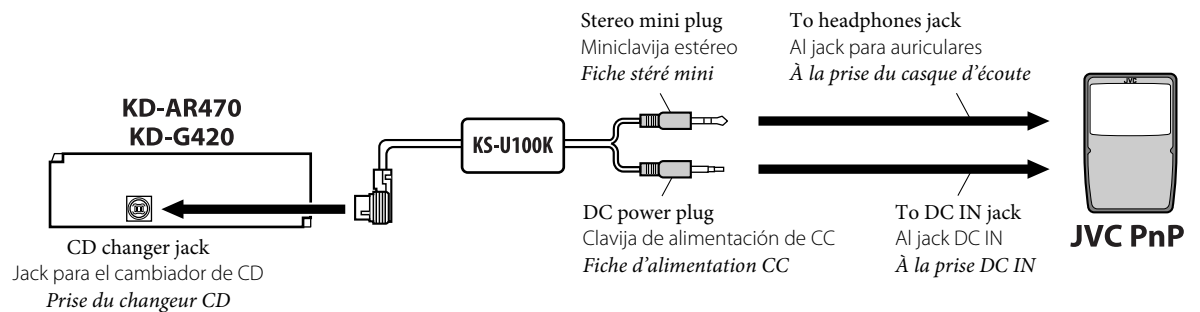 Stereo mini plug
Miniclavija estéreo
Fiche stéré mini
To headphones jack
Al jack para auriculares
À la prise du casque d'écoute
JVC
KD-AR470
KD-G420
KS-U100K
CD changer jack
Jack para el cambiador de CD
Prise du changeur CD
DC power plug
Clavija de alimentación de CC
Fiche d'alimentation CC
To DC IN jack
Al jack DC IN
À la prise DC IN
JVC PnP